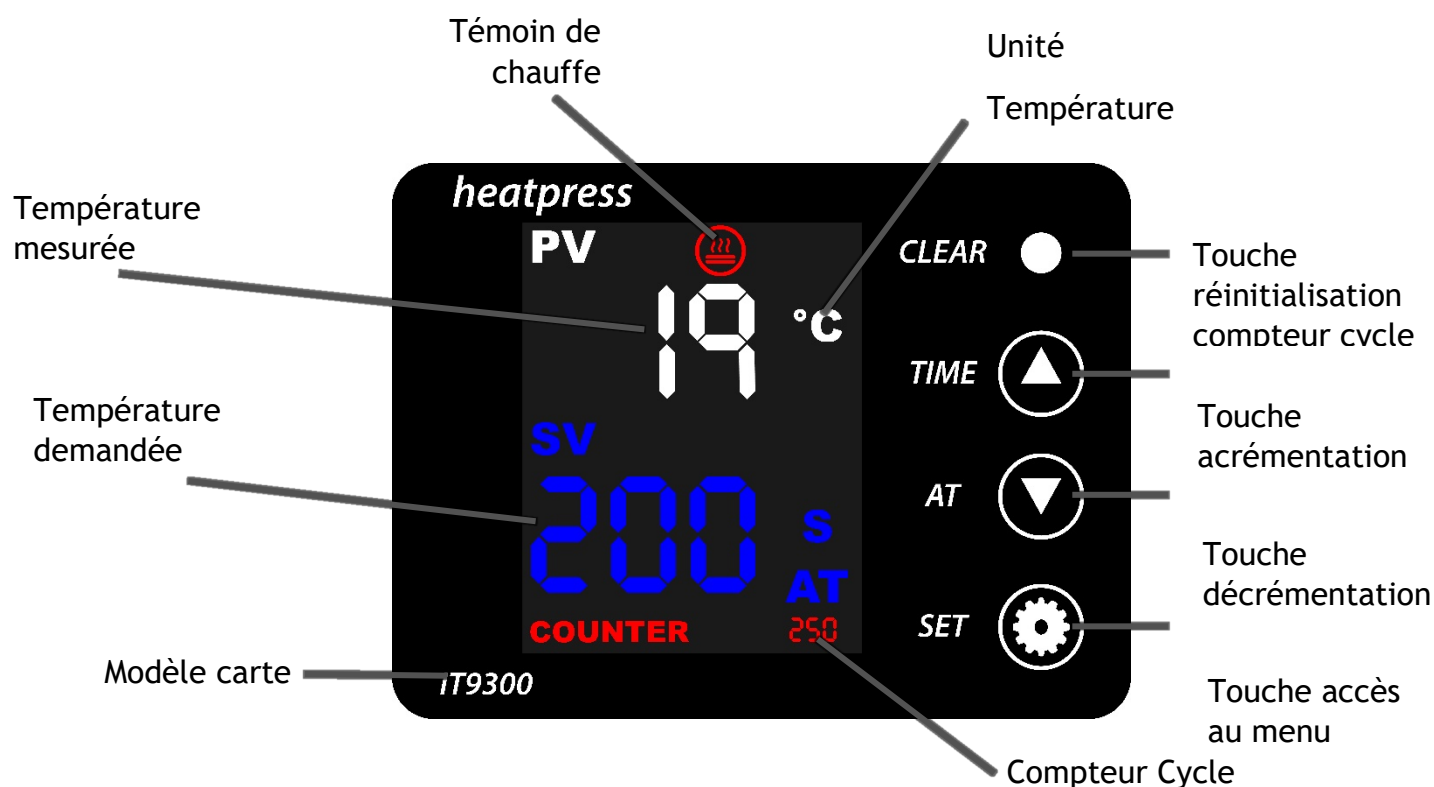 Témoin de
chauffe
Unité
Température
Température
mesurée
heatpress
PV
CLEAR
Touche
réinitialisation
compteur cycle
19 °C
TIME
Température
demandée
SV
Touche
acrémentation
200
S
AT
AT
Touche
décrémentation
COUNTER 250
SET
Modèle carte
iT9300
Touche accès
au menu
Compteur Cycle